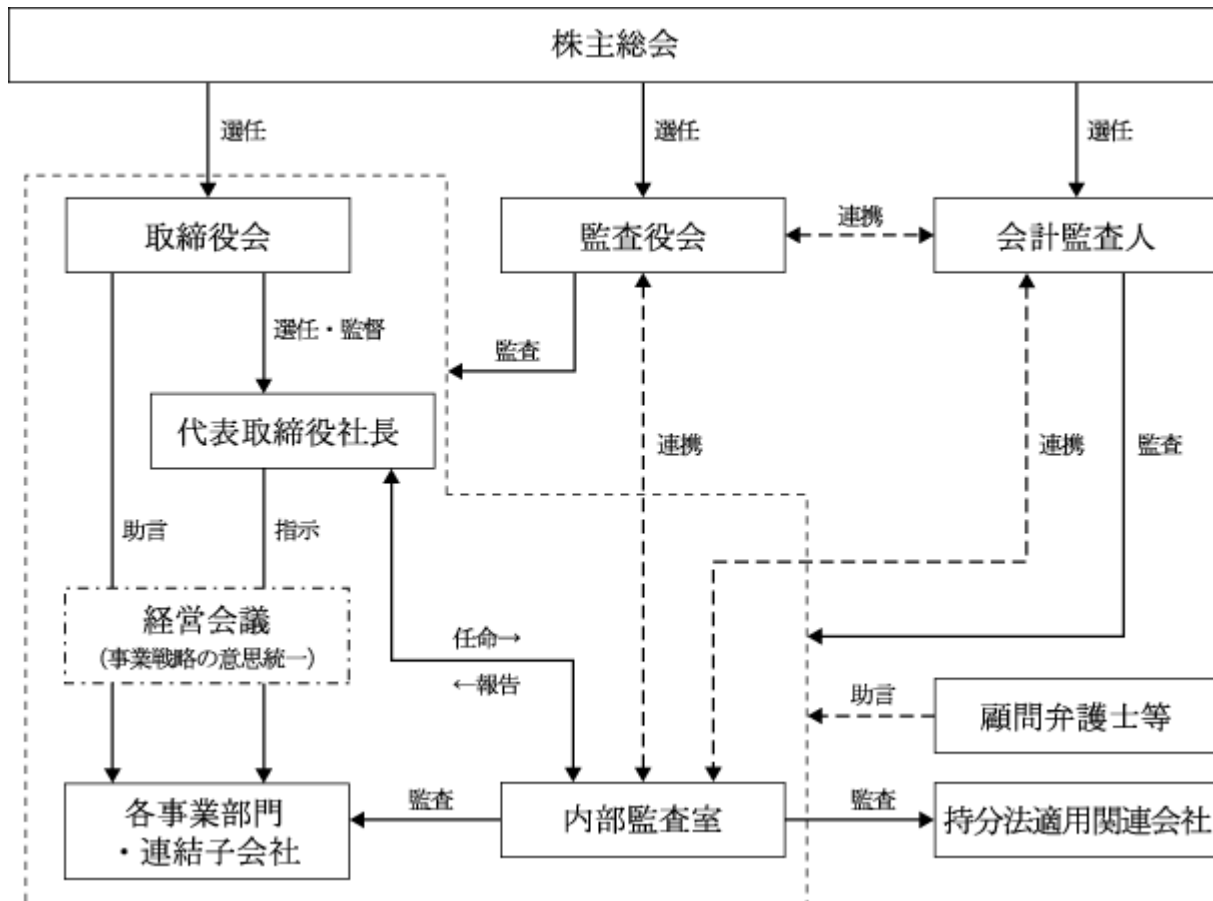 株主総会
選任
選任
選任
取締役会
監査役会
連携
会計監査人
選任・監督
監査
代表取締役社長
連携
連携
監査
助言
指示
経営会議
（事業戦略の意思統一）
任命→
←報告
助言
顧問弁護士等
各事業部門
・連結子会社
監査
内部監査室
監査
持分法適用関連会社